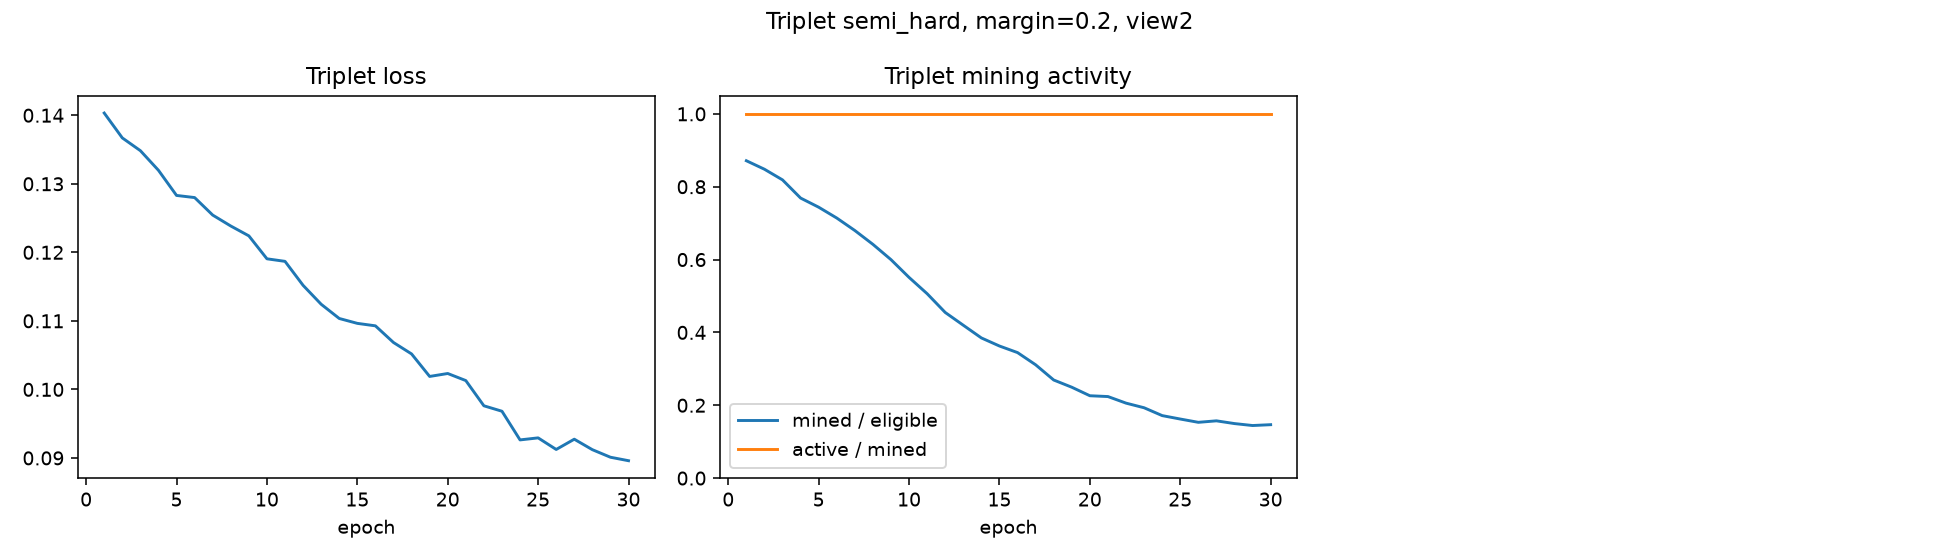 Triplet semi_hard, margin=0.2, view2
Triplet loss
0.14
0.13
0.12
0.11
0.10
0.09
0 5 10 15 20 25 30
epoch
Triplet mining activity
1.0
0.8
0.6
0.4
0.2
0.0
mined / eligible
active / mined
0 5 10 15 20 25 30
epoch